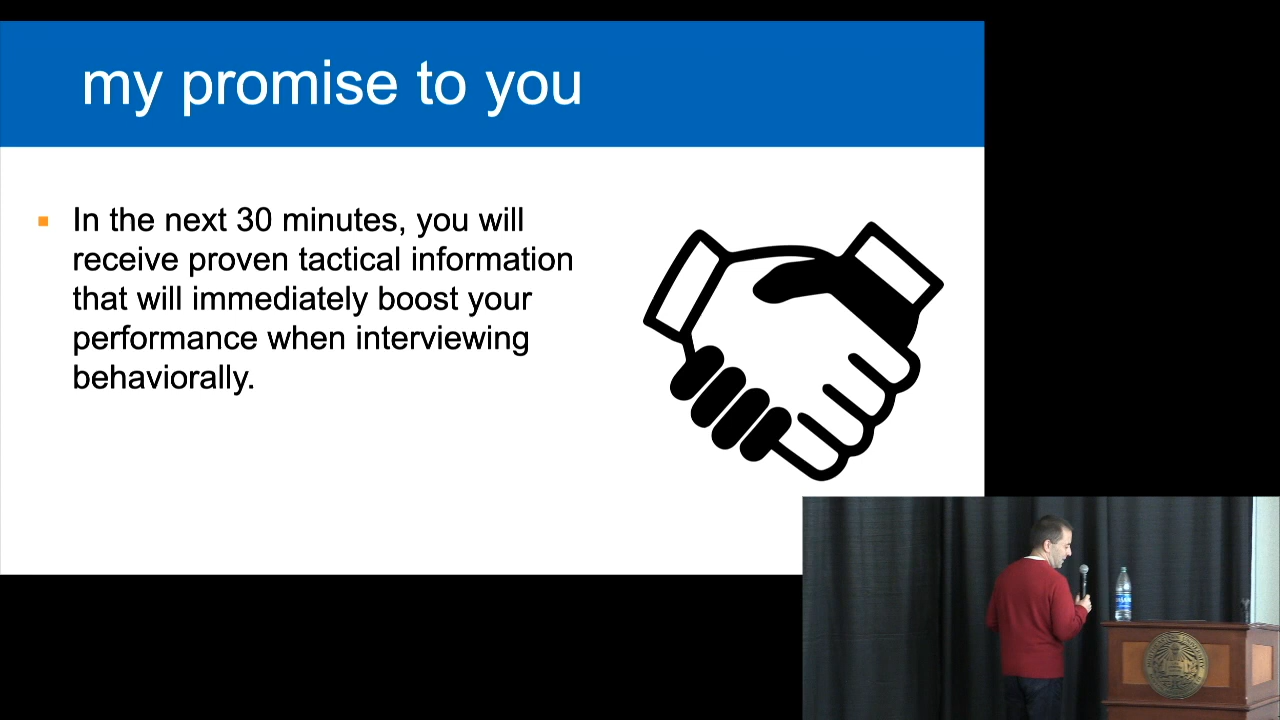 my promise to you
In the next 30 minutes, you will
receive proven tactical information
that will immediately boost your
performance when interviewing
behaviorally.